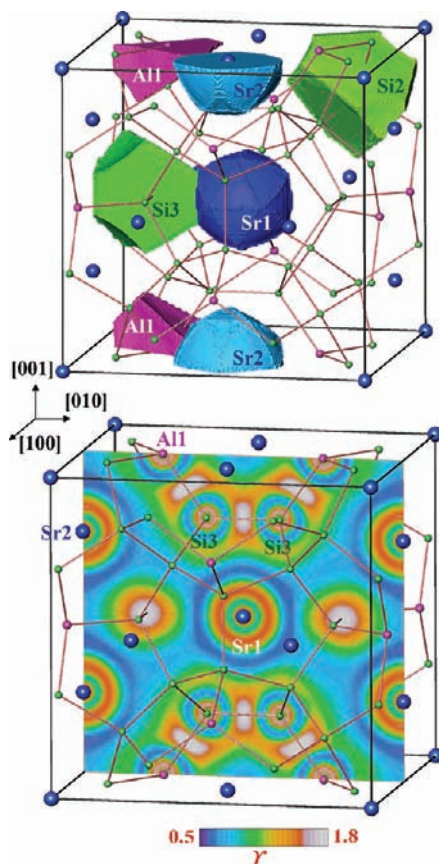 Al1
Sr2
Si2
Si3
Sr1
Al1
Sr2
[001]
[010]
[100]
Al1
Sr2
Si3
Si3
Sr1
0.5
1.8
γ